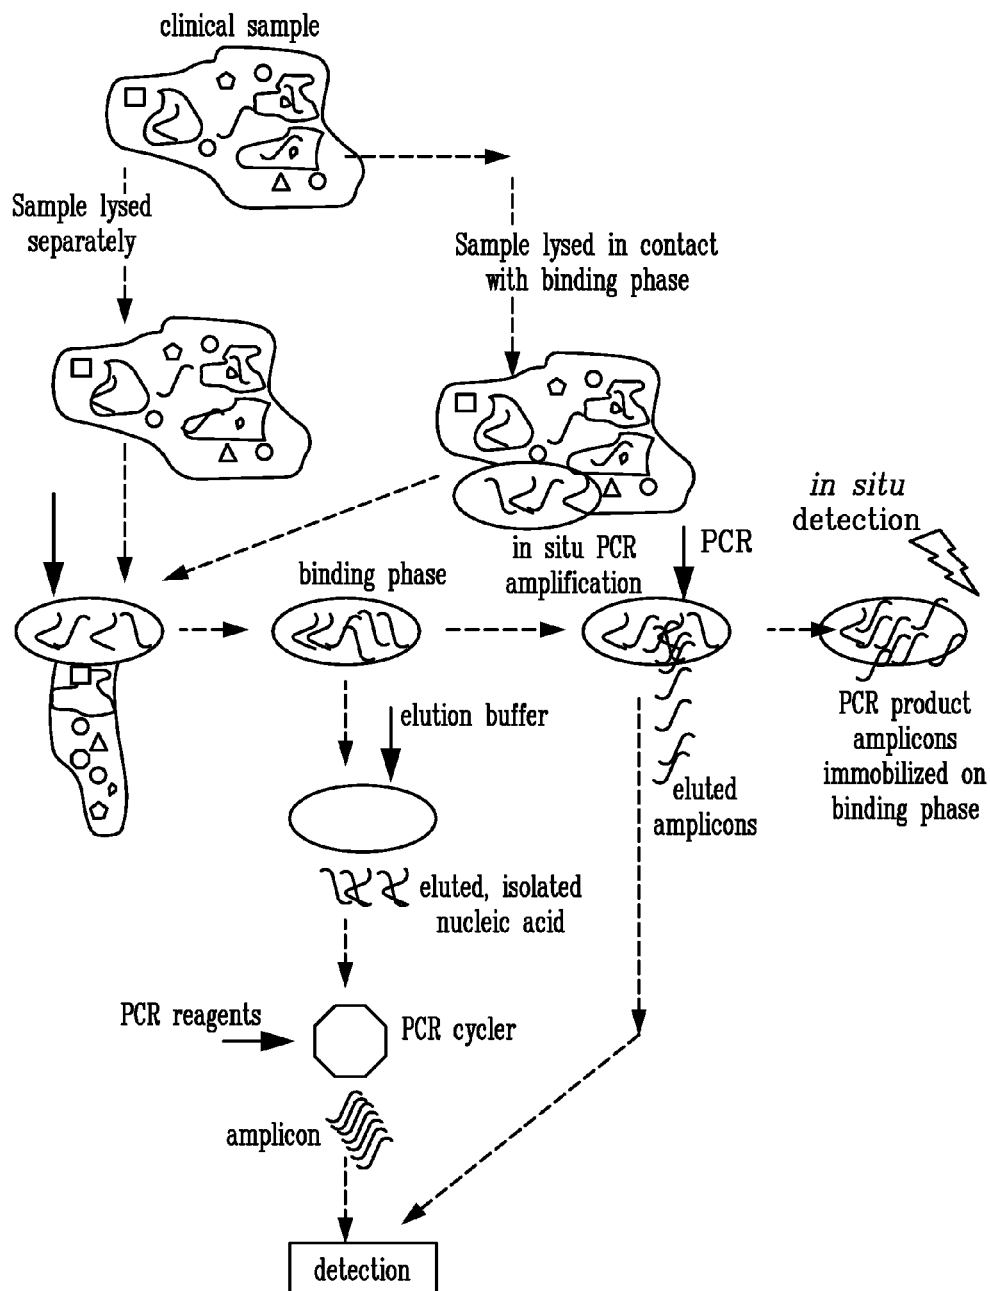 clinical sample
Sample lysed
separately
Sample lysed in contact
with binding phase
in situ
detection
in situ PCR
amplification
PCR
binding phase
elution buffer
PCR product
amplicons
immobilized on
binding phase
eluted
amplicons
eluted, isolated
nucleic acid
PCR reagents
PCR cycler
amplicon
detection